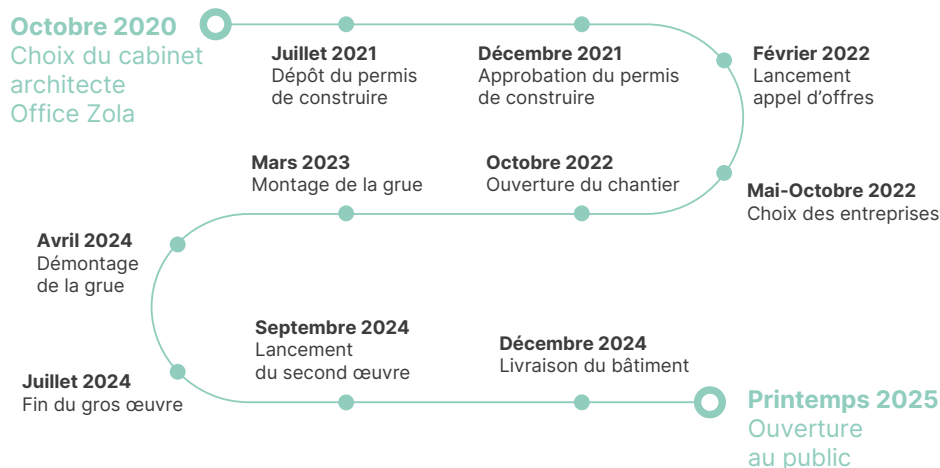 Octobre 2020
Choix du cabinet
architecte
Office Zola
Juillet 2021
Dépôt du permis
de construire
Décembre 2021
Approbation du permis
de construire
Février 2022
Lancement
appel d’offres
Mai-Octobre 2022
Choix des entreprises
Octobre 2022
Ouverture du chantier
Mars 2023
Montage de la grue
Avril 2024
Démontage
de la grue
Juillet 2024
Fin du gros œuvre
Septembre 2024
Lancement
du second œuvre
Décembre 2024
Livraison du bâtiment
Printemps 2025
Ouverture
au public